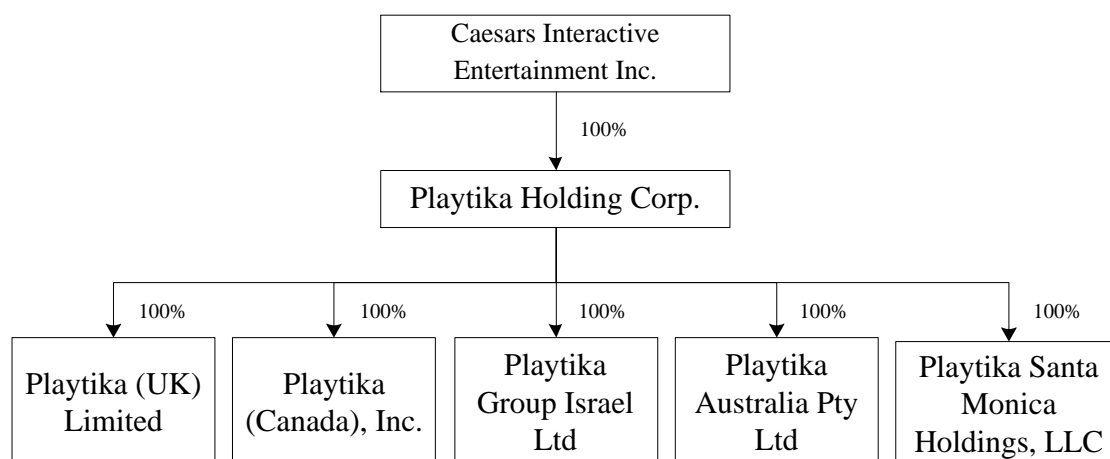 Caesars Interactive
Entertainment Inc.
100%
Playtika Holding Corp.
100%
100%
100%
100%
100%
Playtika (UK)
Limited
Playtika
(Canada), Inc.
Playtika
Group Israel
Ltd
Playtika
Australia Pty
Ltd
Playtika Santa
Monica
Holdings, LLC